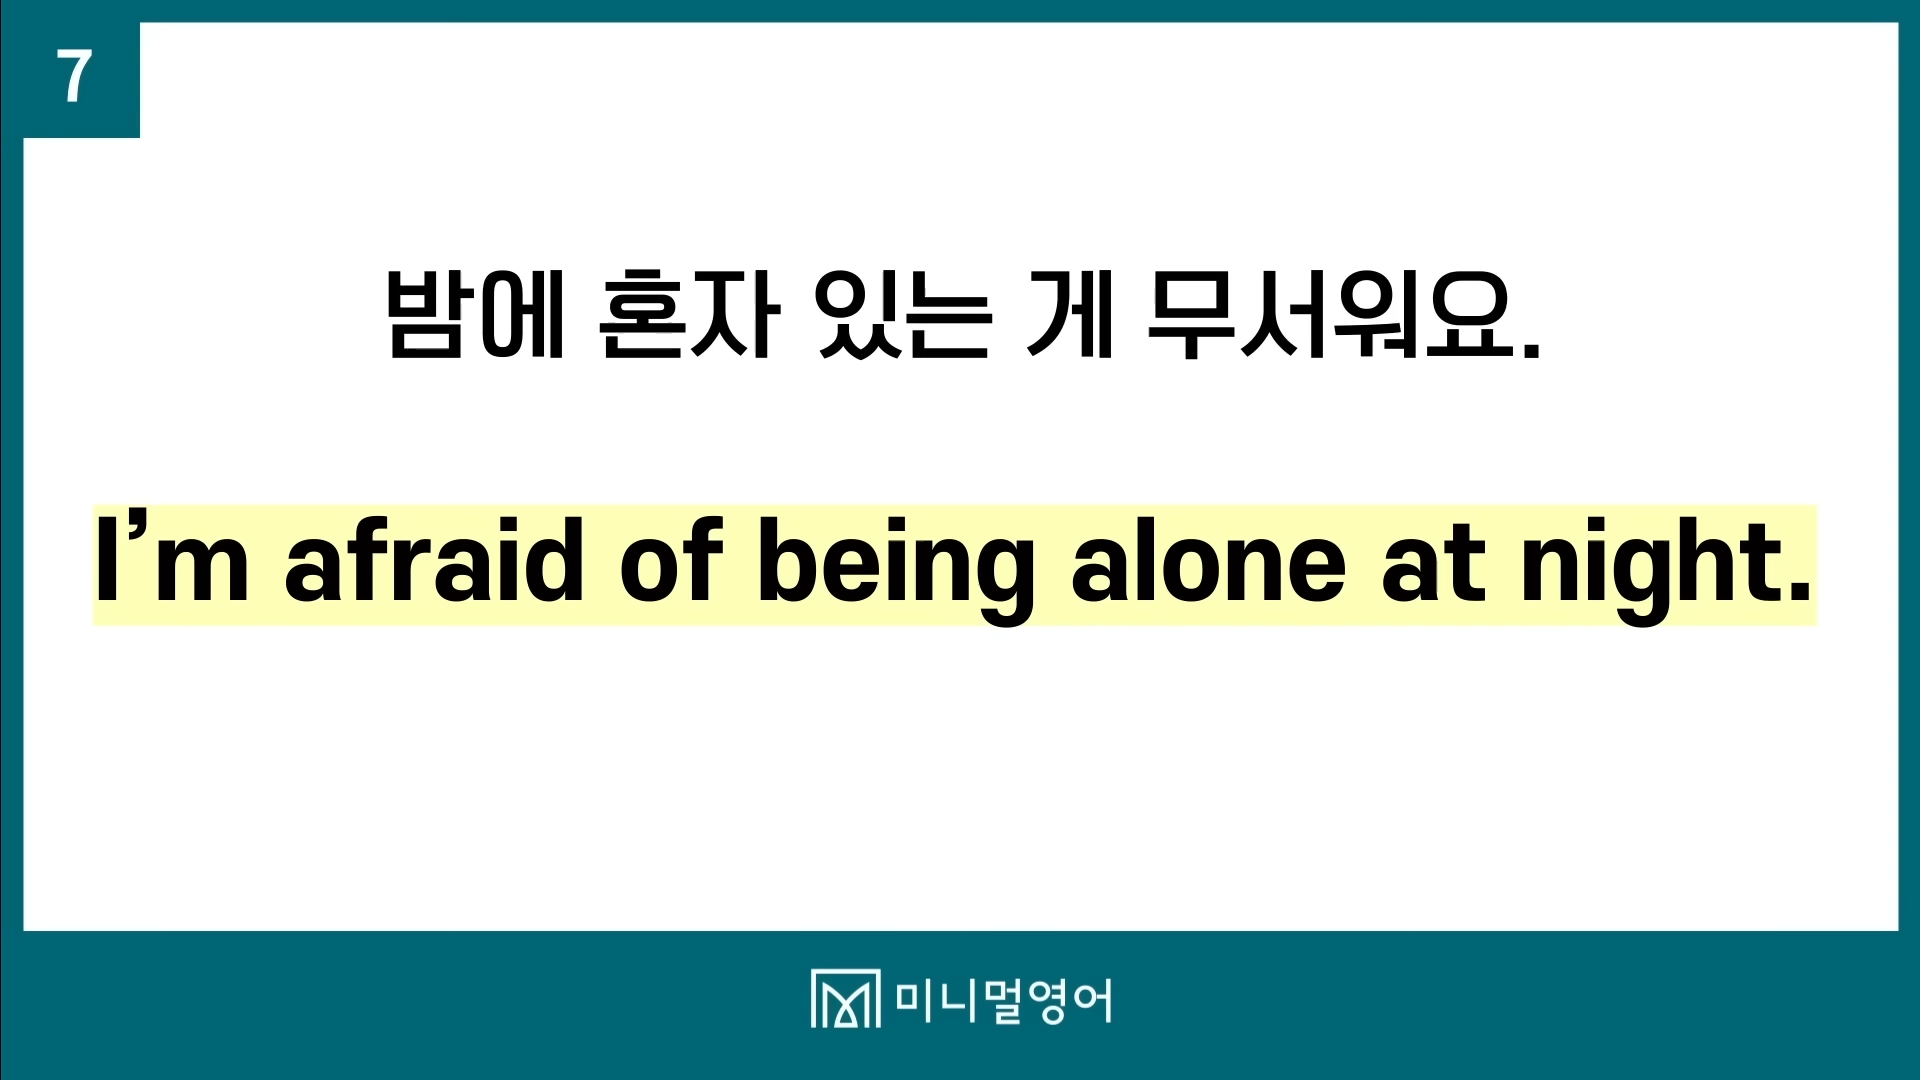 7
밤에 혼자 있는 게 무서워요.
I’m afraid of being alone at night.
미니멀영어